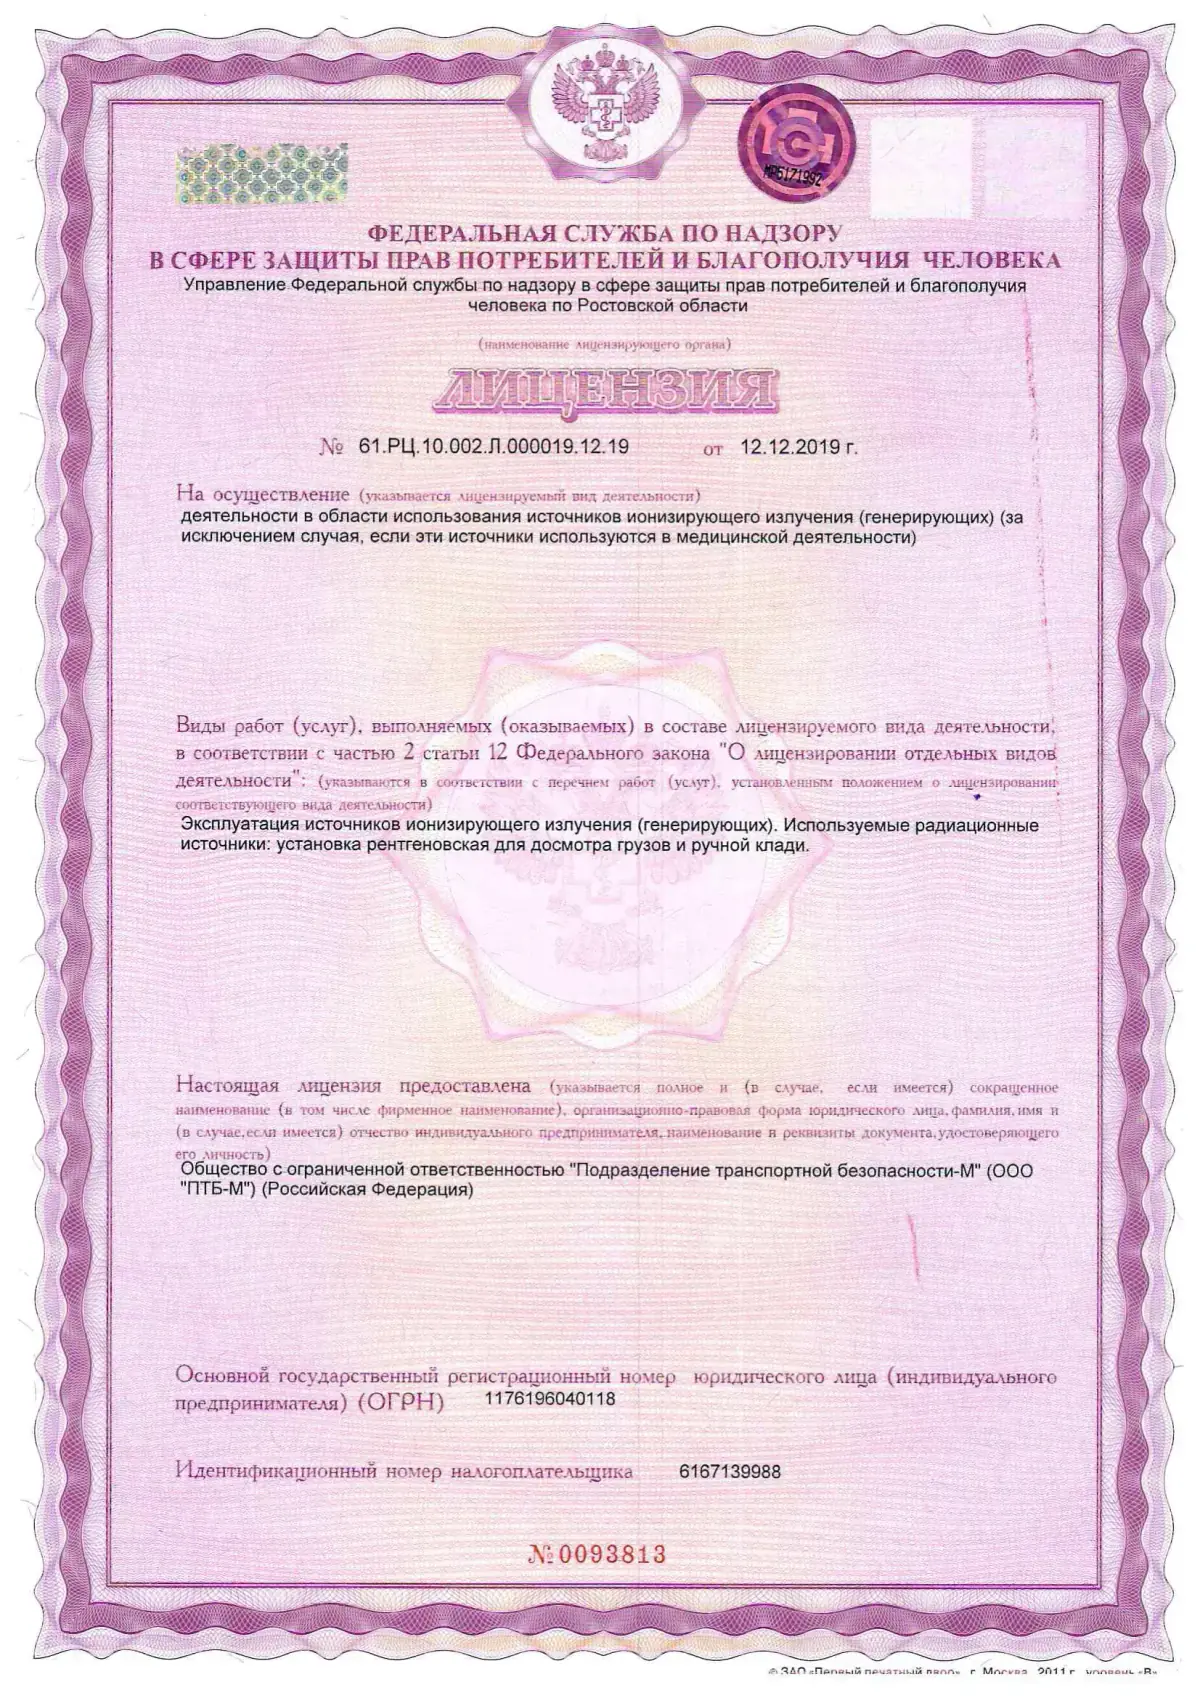 МР6171992
ФЕДЕРАЛЬНАЯ СЛУЖБА ПО НАДЗОРУ
В СФЕРЕ ЗАЩИТЫ ПРАВ ПОТРЕБИТЕЛЕЙ И БЛАГОПОЛУЧИЯ ЧЕЛОВЕКА
Управление Федеральной службы по надзору в сфере защиты прав потребителей и благополучия
человека по Ростовской области
(наименование лицензирующего органа)
ЛИЦЕНЗИЯ
№ 61.РЦ.10.002.Л.000019.12.19 от 12.12.2019 г.
На осуществление (указывается лицензируемый вид деятельности)
деятельности в области использования источников ионизирующего излучения (генерирующих) (за
исключением случая, если эти источники используются в медицинской деятельности)
Виды работ (услуг), выполняемых (оказываемых) в составе лицензируемого вида деятельности,
в соответствии с частью 2 статьи 12 Федерального закона "О лицензировании отдельных видов
деятельности": (указываются в соответствии с перечнем работ (услуг), установленным положением о лицензировании
соответствующего вида деятельности)
Эксплуатация источников ионизирующего излучения (генерирующих). Используемые радиационные
источники: установка рентгеновская для досмотра грузов и ручной клади.
Настоящая лицензия предоставлена (указывается полное и (в случае, если имеется) сокращенное
наименование (в том числе фирменное наименование), организационно-правовая форма юридического лица, фамилия, имя и
(в случае, если имеется) отчество индивидуального предпринимателя, наименование и реквизиты документа, удостоверяющего
его личность)
Общество с ограниченной ответственностью "Подразделение транспортной безопасности-М" (ООО
"ПТБ-М") (Российская Федерация)
Основной государственный регистрационный номер юридического лица (индивидуального
предпринимателя) (ОГРН) 1176196040118
Идентификационный номер налогоплательщика 6167139988
№ 0093813
© ЗАО «Первый печатный двор», г. Москва, 2011 г., уровень «В»